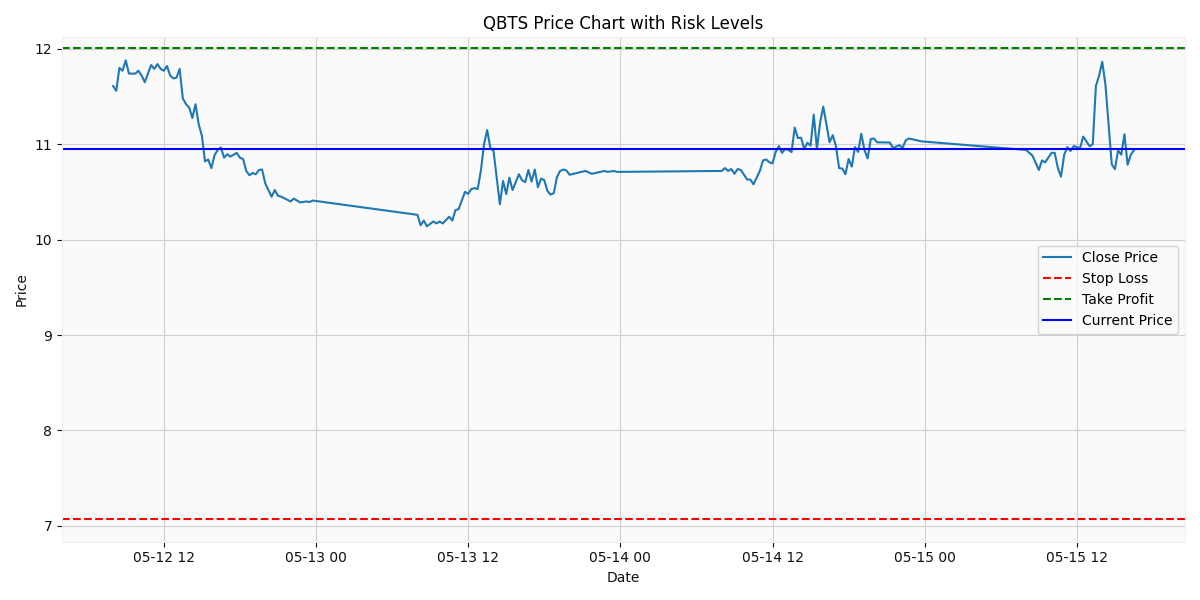 QBTS Price Chart with Risk Levels
12
11
10
9
8
7
Price
Close Price
Stop Loss
Take Profit
Current Price
05-12 12
05-13 00
05-13 12
05-14 00
05-14 12
05-15 00
05-15 12
Date